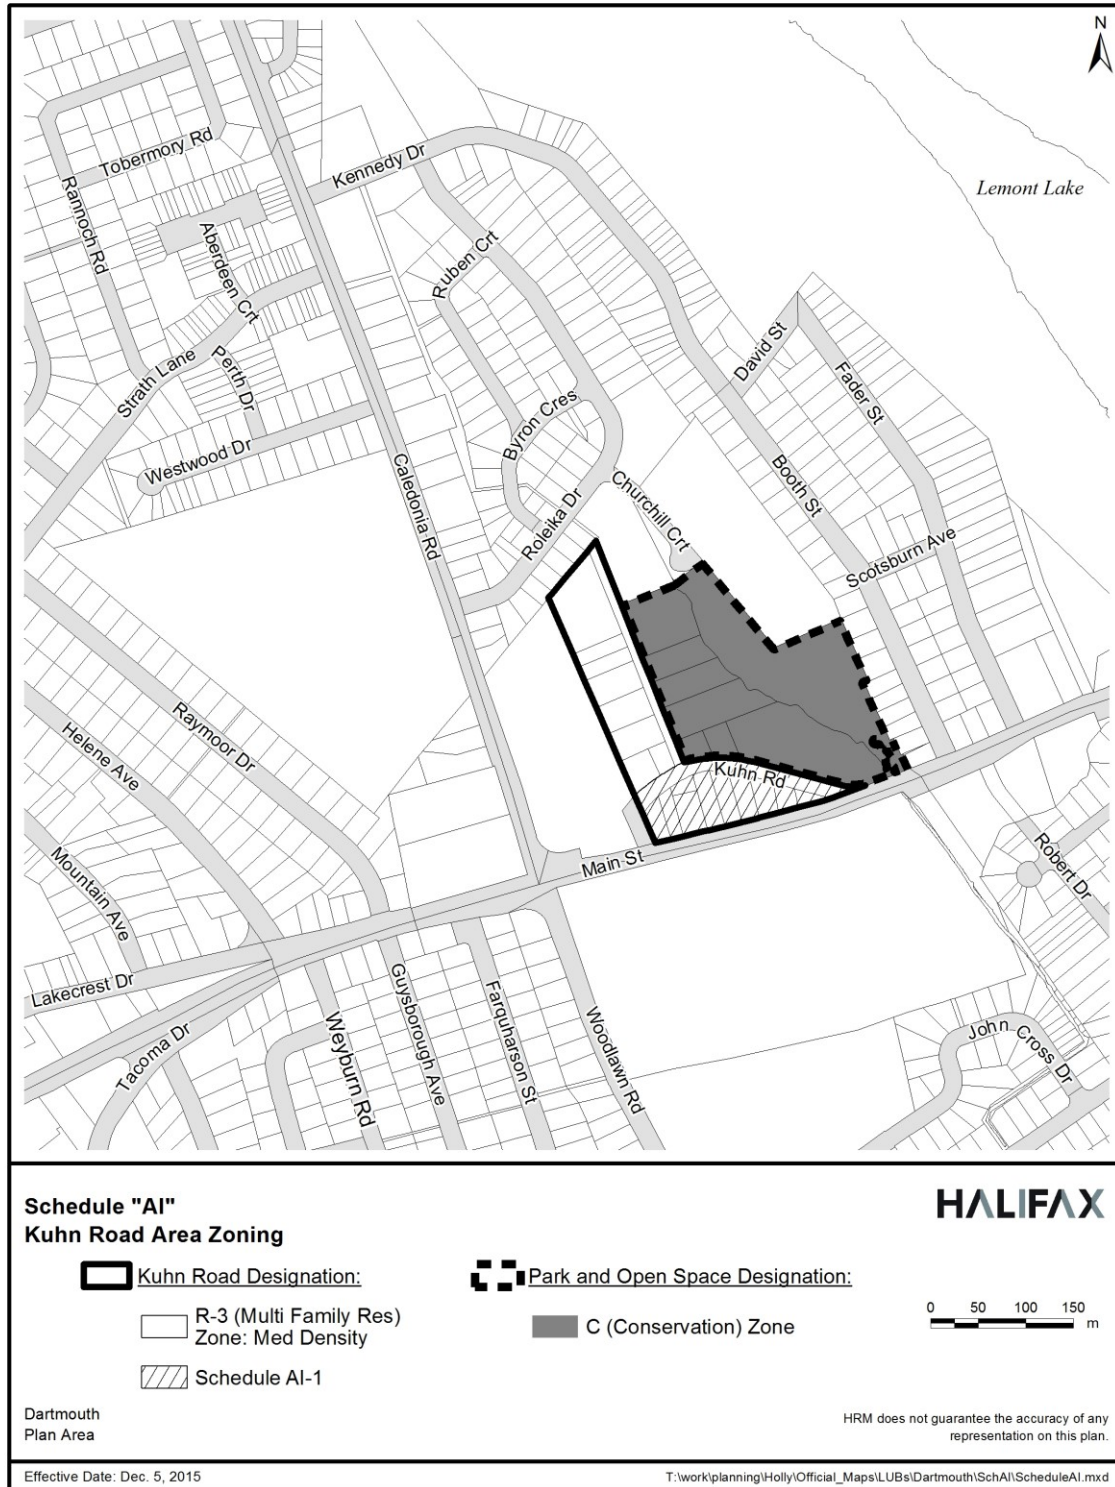 N
Tobermory Rd
Kennedy Dr
Lemont Lake
Rannoch Rd
Aberdeen Crt
Ruben Crt
David St
Fader St
Strath Lane
Perth Dr
Byron Cres
Westwood Dr
Caledonia Rd
Booth St
Churchill Crt
Roleika Dr
Scotsburn Ave
Raymoor Dr
Helene Ave
Kuhn Rd
Main St
Mountain Ave
Robert Dr
Lakecrest Dr
Guysborough Ave
Farquharson St
Woodlawn Rd
Weyburn Rd
Tacoma Dr
John Cross Dr
Schedule "AI"
Kuhn Road Area Zoning
HALIFAX
Kuhn Road Designation:
Park and Open Space Designation:
R-3 (Multi Family Res)
Zone: Med Density
C (Conservation) Zone
0 50 100 150
m
Schedule AI-1
Dartmouth
Plan Area
HRM does not guarantee the accuracy of any
representation on this plan.
Effective Date: Dec. 5, 2015
T:\work\planning\Holly\Official_Maps\LUBs\Dartmouth\SchAI\ScheduleAI.mxd